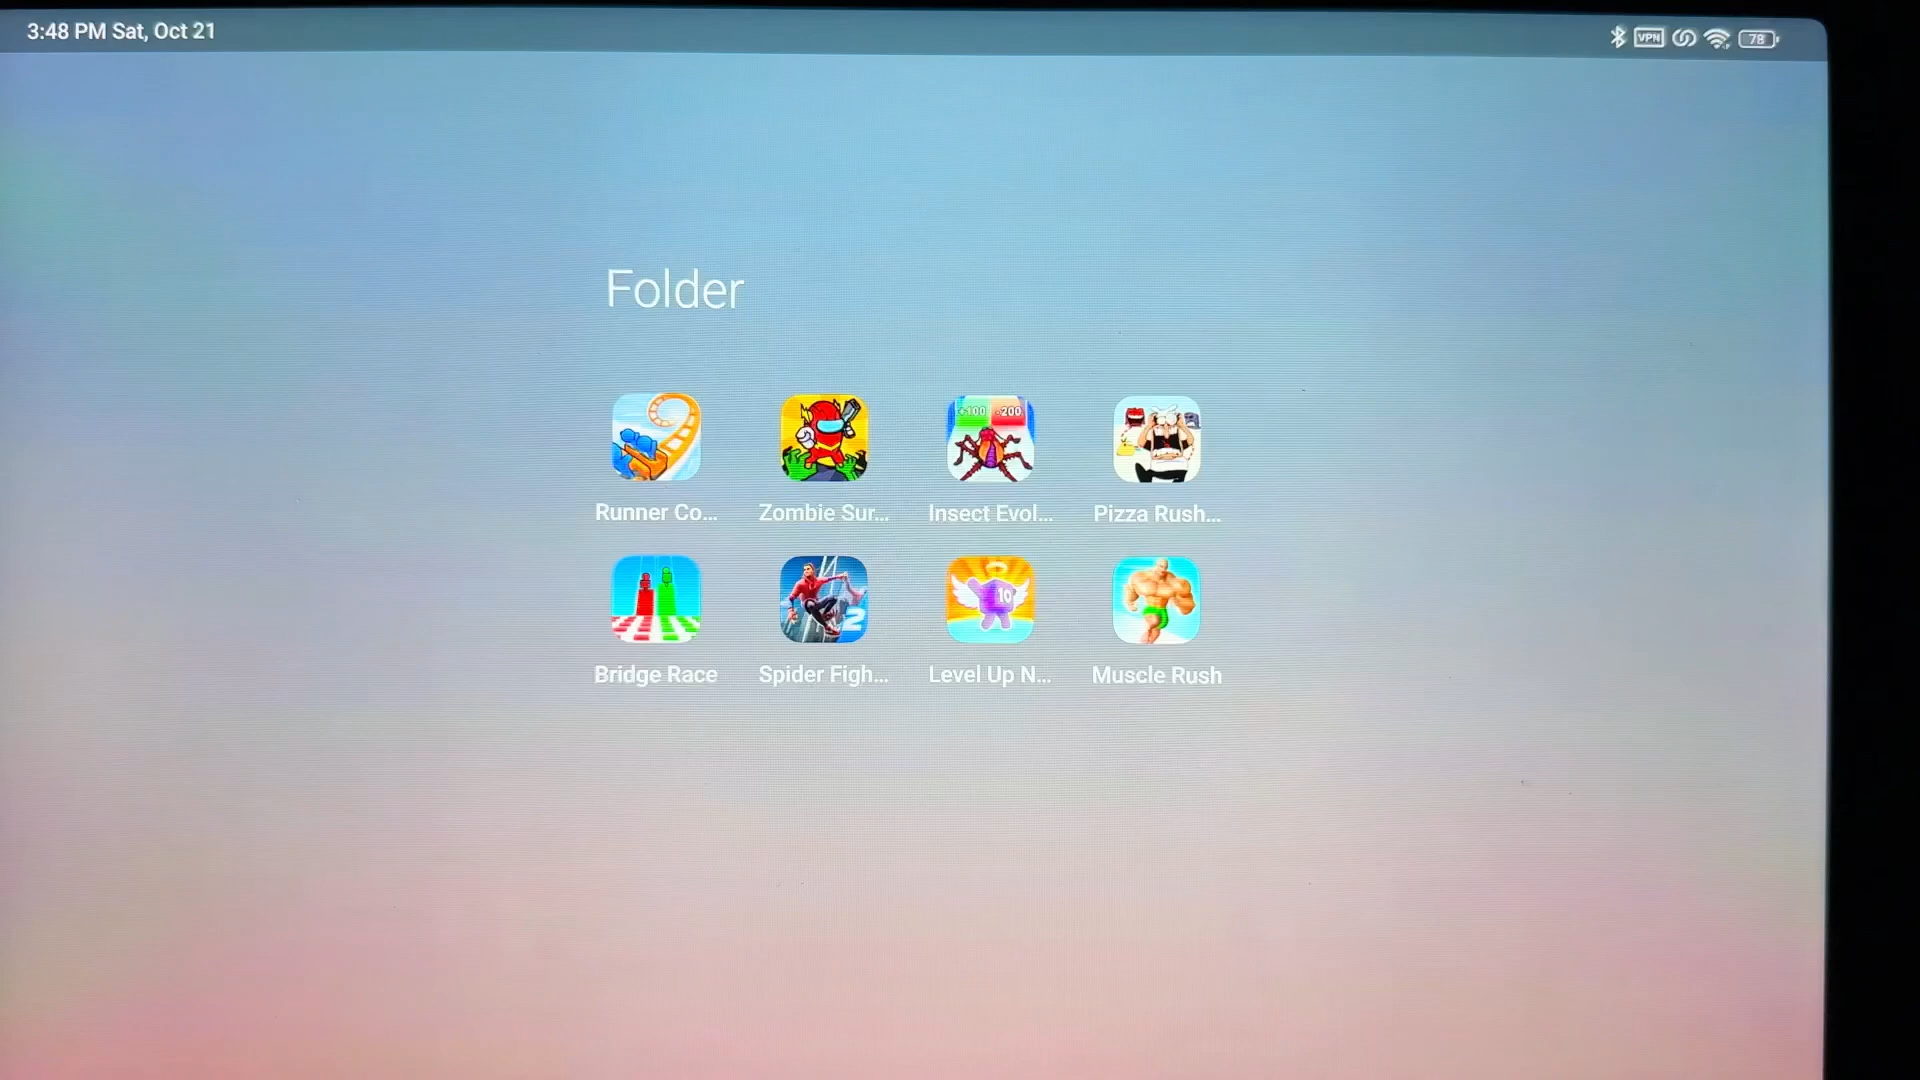 3:48 PM Sat, Oct 21
VPN
78
Folder
+100 -200
Runner Co... Zombie Sur... Insect Evol... Pizza Rush...
2
10
Bridge Race Spider Figh... Level Up N... Muscle Rush